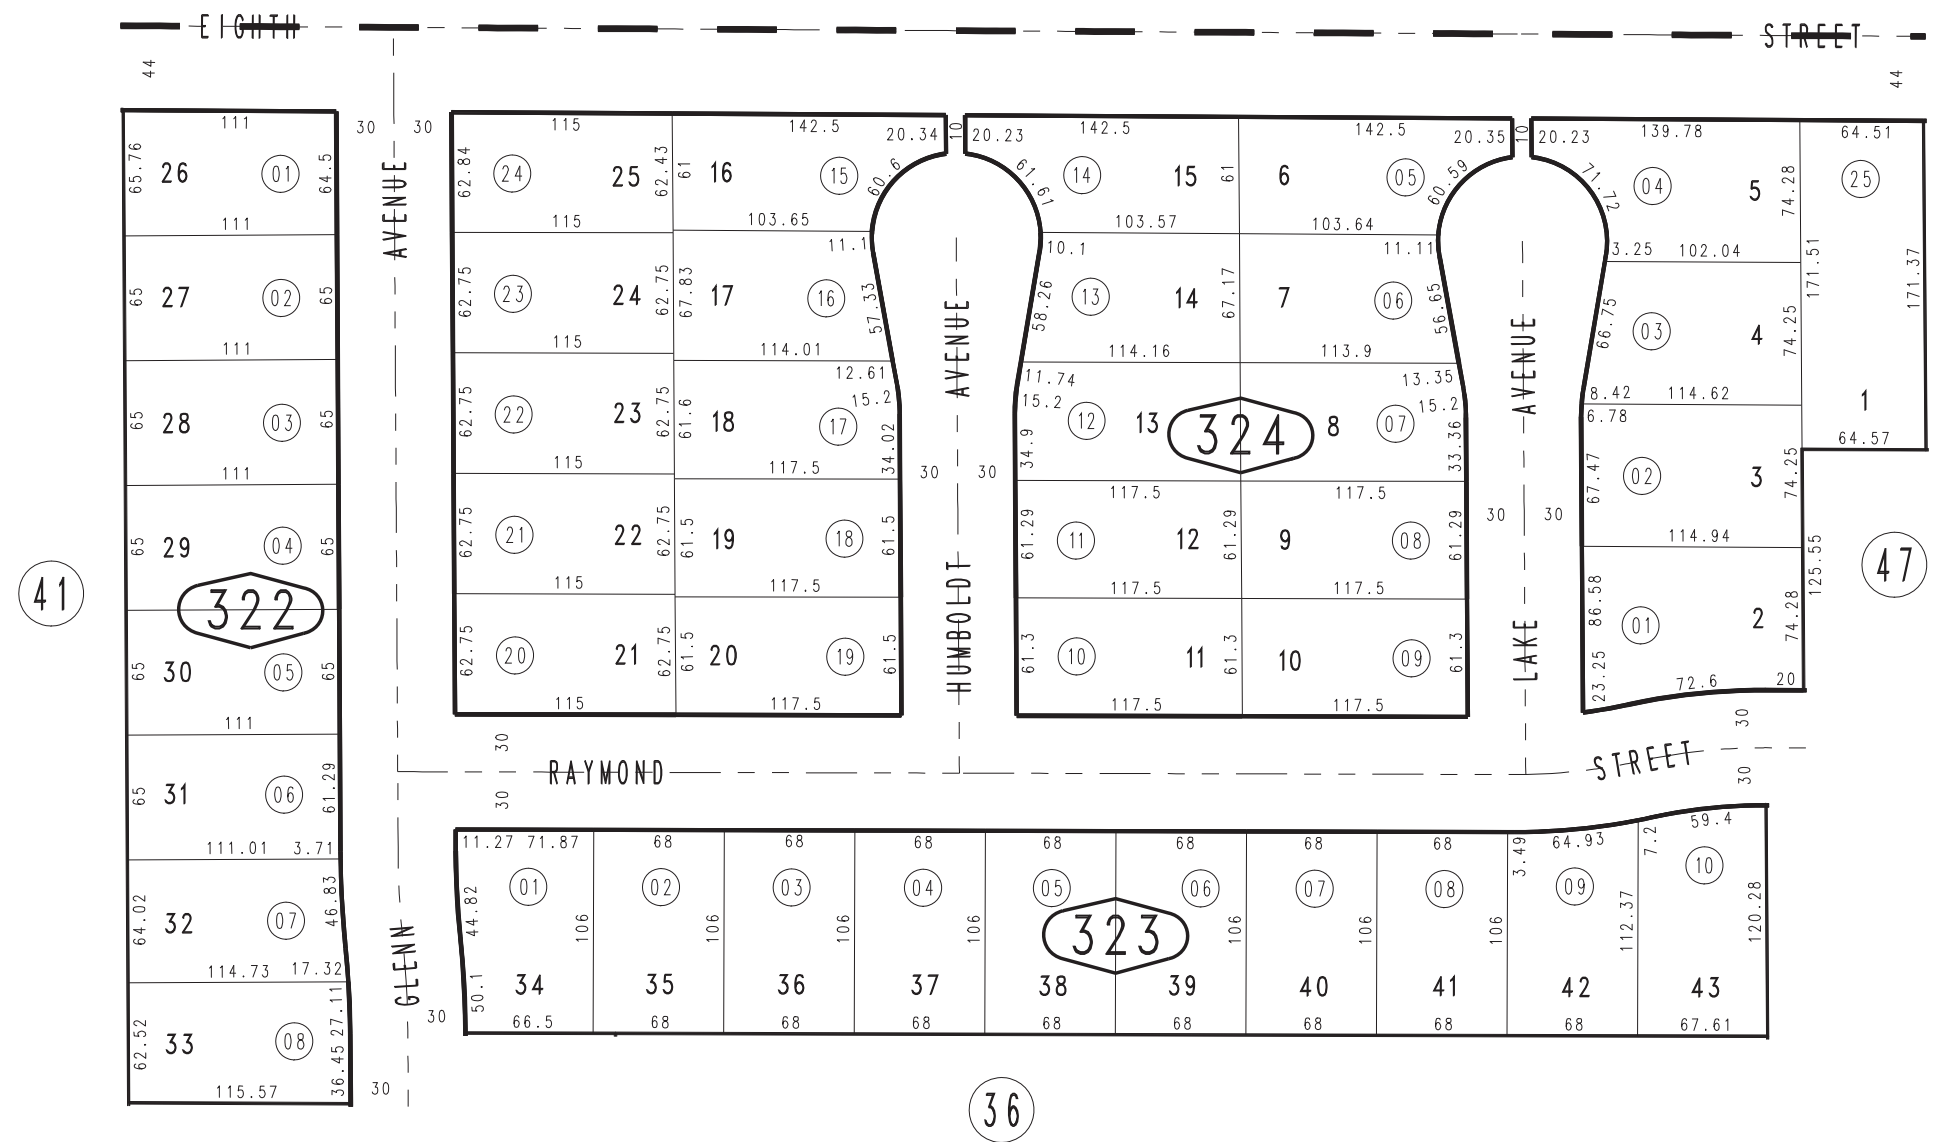 EIGHTH STREET
44 44
111 30 30 115 142.5 20.34 10 20.23 142.5 142.5 20.35 10 20.23 139.78 64.51
65.76 26 01 64.5 AVENUE 62.84 24 25 62.43 61 16 15 60.6 61.61 14 15 61 6 05 60.59 71.72 04 5 74.28 25
111 115 103.65 103.57 103.64 3.25 102.04
11.1 10.1 11.11
65 27 02 65 62.75 23 24 62.75 67.83 17 16 57.33 AVENUE 58.26 13 14 67.17 7 06 56.65 AVENUE 66.75 03 4 74.25 171.51 171.37
111 115 114.01 114.16 113.9
12.61 11.74 13.35 8.42 114.62 1
15.2 15.2 15.2 6.78
65 28 03 65 62.75 22 23 62.75 61.6 18 17 34.02 34.9 12 13 324 8 07 33.36 64.57
111 115 117.5 30 30 117.5 117.5 67.47 02 3 74.25
65 29 04 65 62.75 21 22 62.75 61.5 19 18 61.5 61.29 11 12 61.29 9 08 61.29 30 30 114.94
41 322 115 117.5 HUMBOLDT 117.5 117.5 LAKE 86.58 125.55 47
65 30 05 65 62.75 20 21 62.75 61.5 20 19 61.5 61.3 10 11 61.3 10 09 61.3 01 2 74.28
111 115 117.5 117.5 117.5 23.25 72.6 20
30 30
RAYMOND STREET
65 31 06 61.29 30 30
111.01 3.71 11.27 71.87 68 68 68 68 68 68 68 3.49 64.93 7.2 59.4
64.02 32 07 46.83 44.82 01 106 02 106 03 106 04 106 05 323 06 106 07 106 08 106 09 112.37 10 120.28
114.73 17.32 GLENN 50.1 34 35 36 37 38 39 40 41 42 43
30 66.5 68 68 68 68 68 68 68 68 67.61
62.52 33 08 27.11 36.45
115.57 30
36